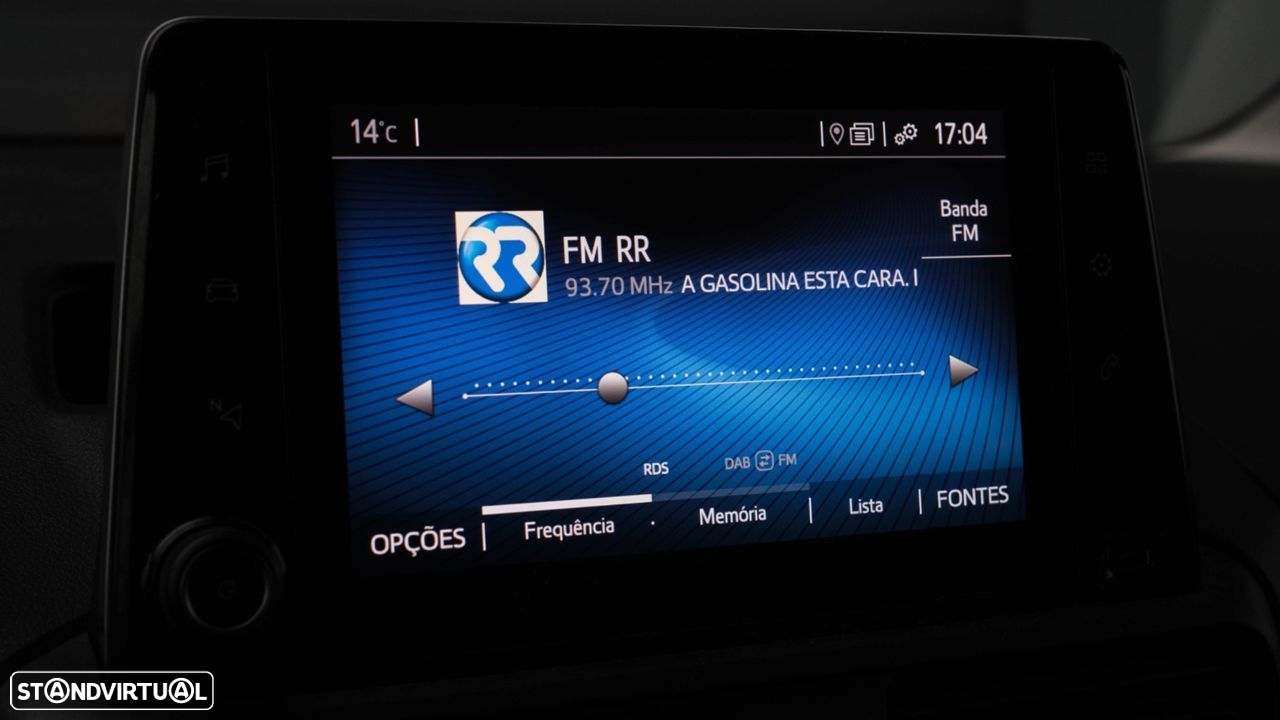 14°C 17:04
Banda
FM
RR
FM RR
93.70 MHz A GASOLINA ESTA CARA. I
N
RDS DAB FM
OPÇÕES Frequência · Memória Lista FONTES
STANDVIRTUAL